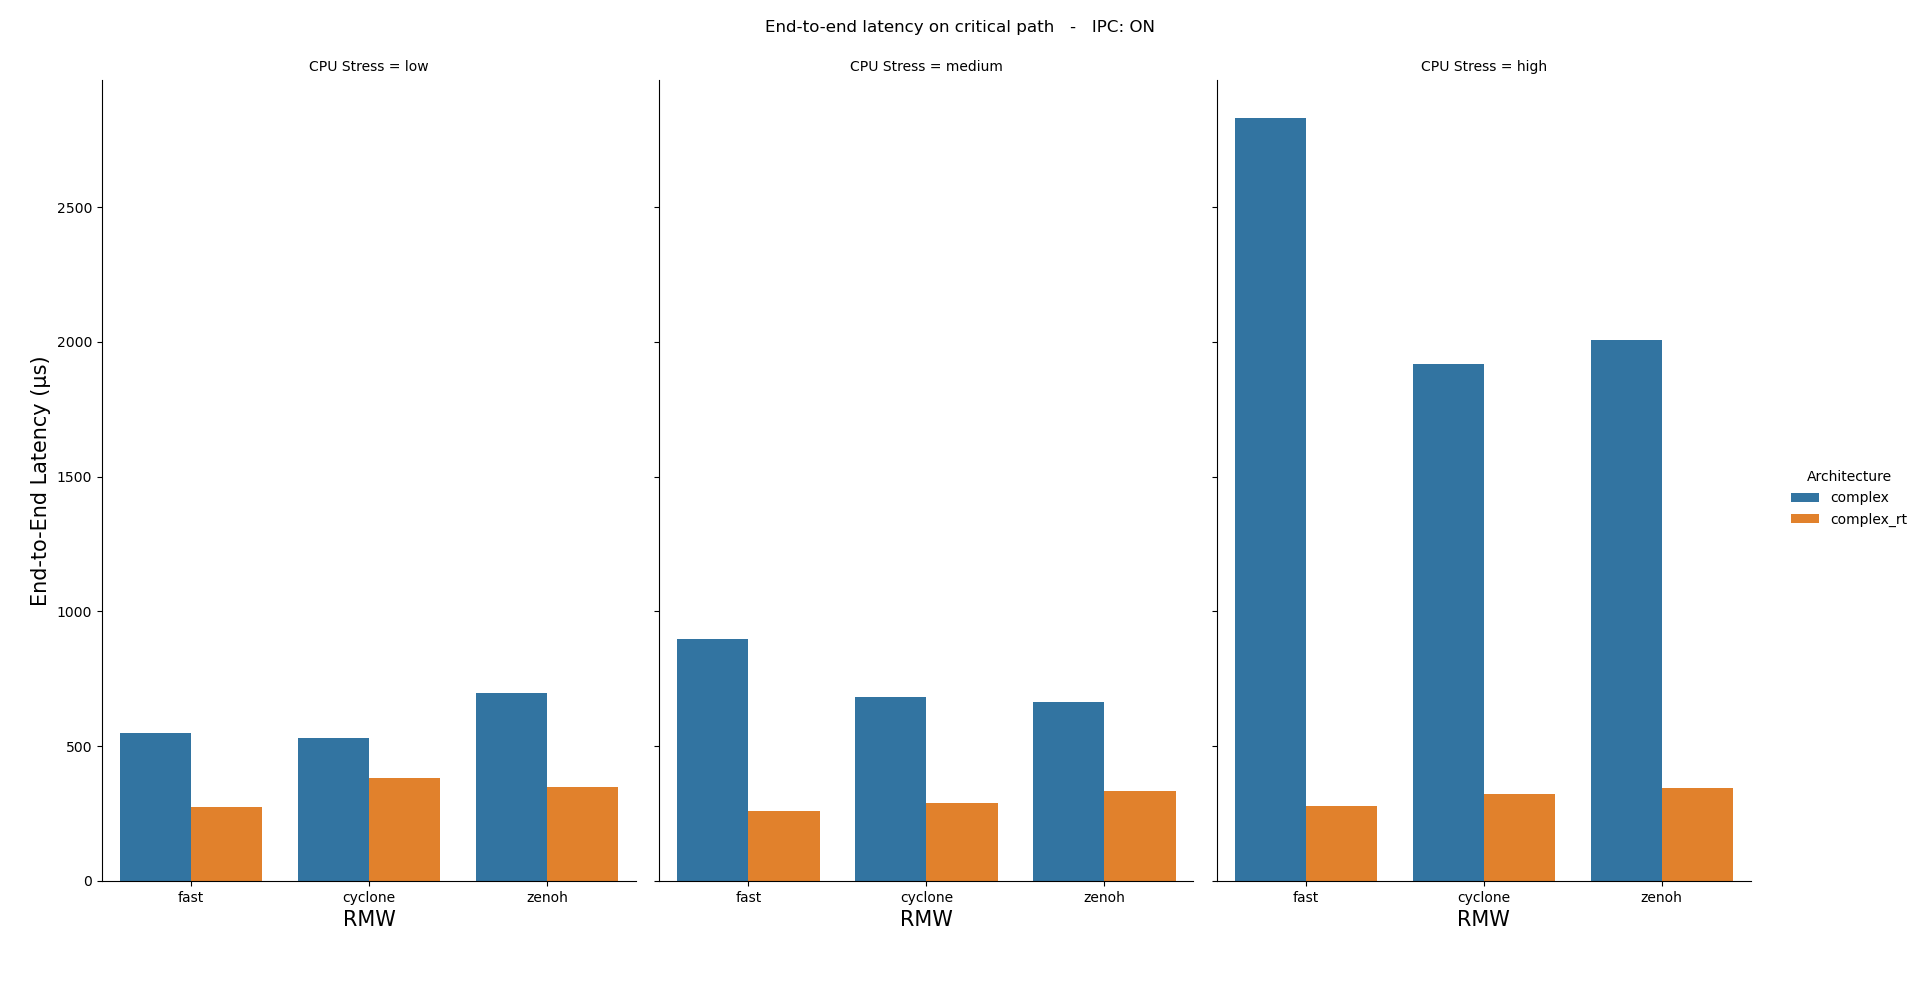 End-to-end latency on critical path   -   IPC: ON
CPU Stress = low
CPU Stress = medium
CPU Stress = high
End-to-End Latency (µs)
2500
2000
1500
1000
500
0
fast cyclone zenoh
RMW
fast cyclone zenoh
RMW
fast cyclone zenoh
RMW
Architecture
complex
complex_rt